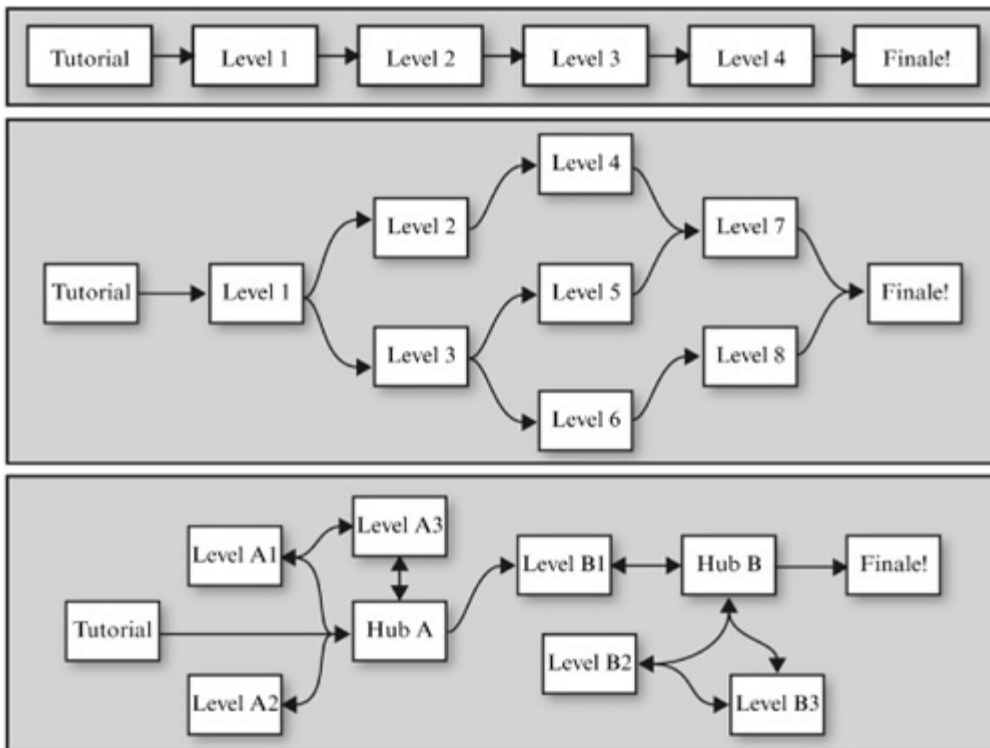 Tutorial
Level 1
Level 2
Level 3
Level 4
Finale!
Level 4
Level 2
Level 7
Tutorial
Level 1
Level 5
Finale!
Level 3
Level 8
Level 6
Level A3
Level A1
Level B1
Hub B
Finale!
Tutorial
Hub A
Level B2
Level A2
Level B3